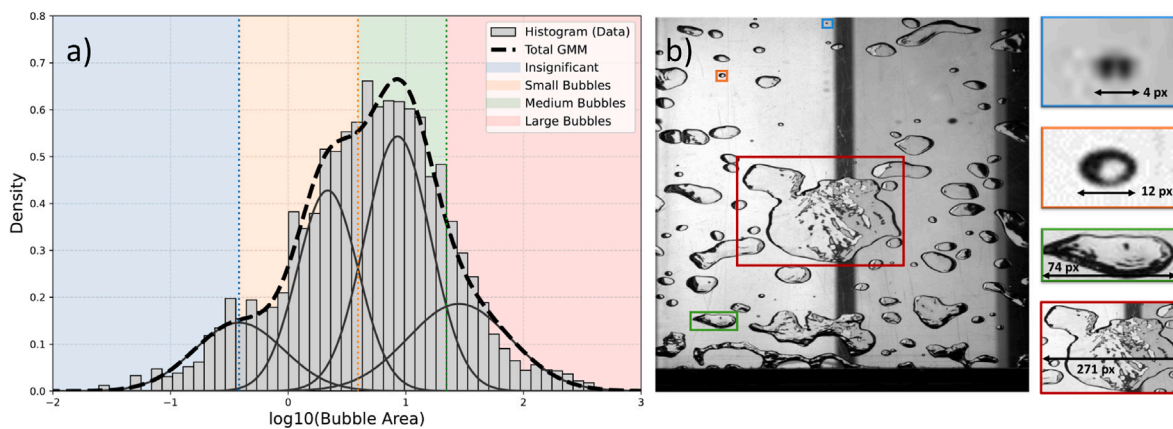 a)
0.8
0.7
0.6
0.5
0.4
0.3
0.2
0.1
0.0
Density
−2
−1
0
1
2
3
log10(Bubble Area)
Histogram (Data)
Total GMM
Insignificant
Small Bubbles
Medium Bubbles
Large Bubbles
b)
4 px
12 px
74 px
271 px